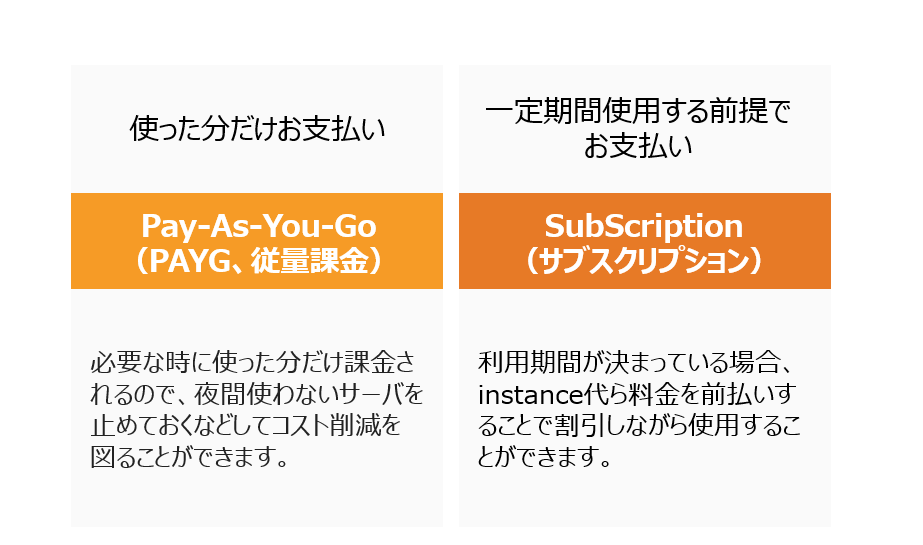 使った分だけお支払い
Pay-As-You-Go
（PAYG、従量課金）
必要な時に使った分だけ課金さ
れるので、夜間使わないサーバを
止めておくなどしてコスト削減を
図ることができます。
一定期間使用する前提で
お支払い
SubScription
（サブスクリプション）
利用期間が決まっている場合、
instance代ら料金を前払いす
ることで割引しながら使用するこ
とができます。